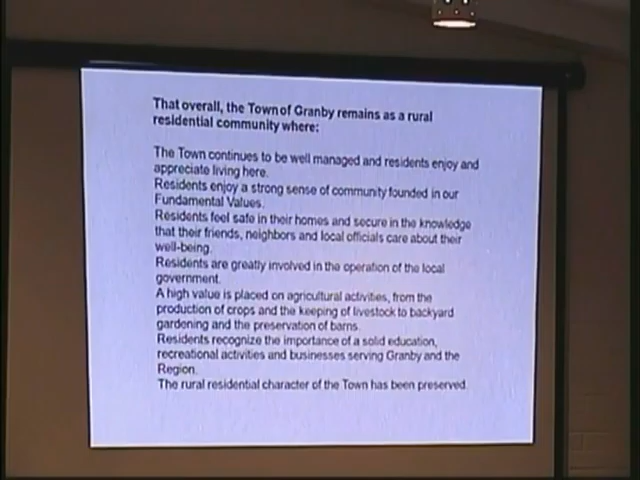 That overall, the Town of Granby remains as a rural
residential community where:
The Town continues to be well managed and residents enjoy and
appreciate living here.
Residents enjoy a strong sense of community founded in our
Fundamental Values.
Residents feel safe in their homes and secure in the knowledge
that their friends, neighbors and local officials care about their
well-being.
Residents are greatly involved in the operation of the local
government.
A high value is placed on agricultural activities, from the
production of crops and the keeping of livestock to backyard
gardening and the preservation of barns.
Residents recognize the importance of a solid education,
recreational activities and businesses serving Granby and the
Region.
The rural residential character of the Town has been preserved.